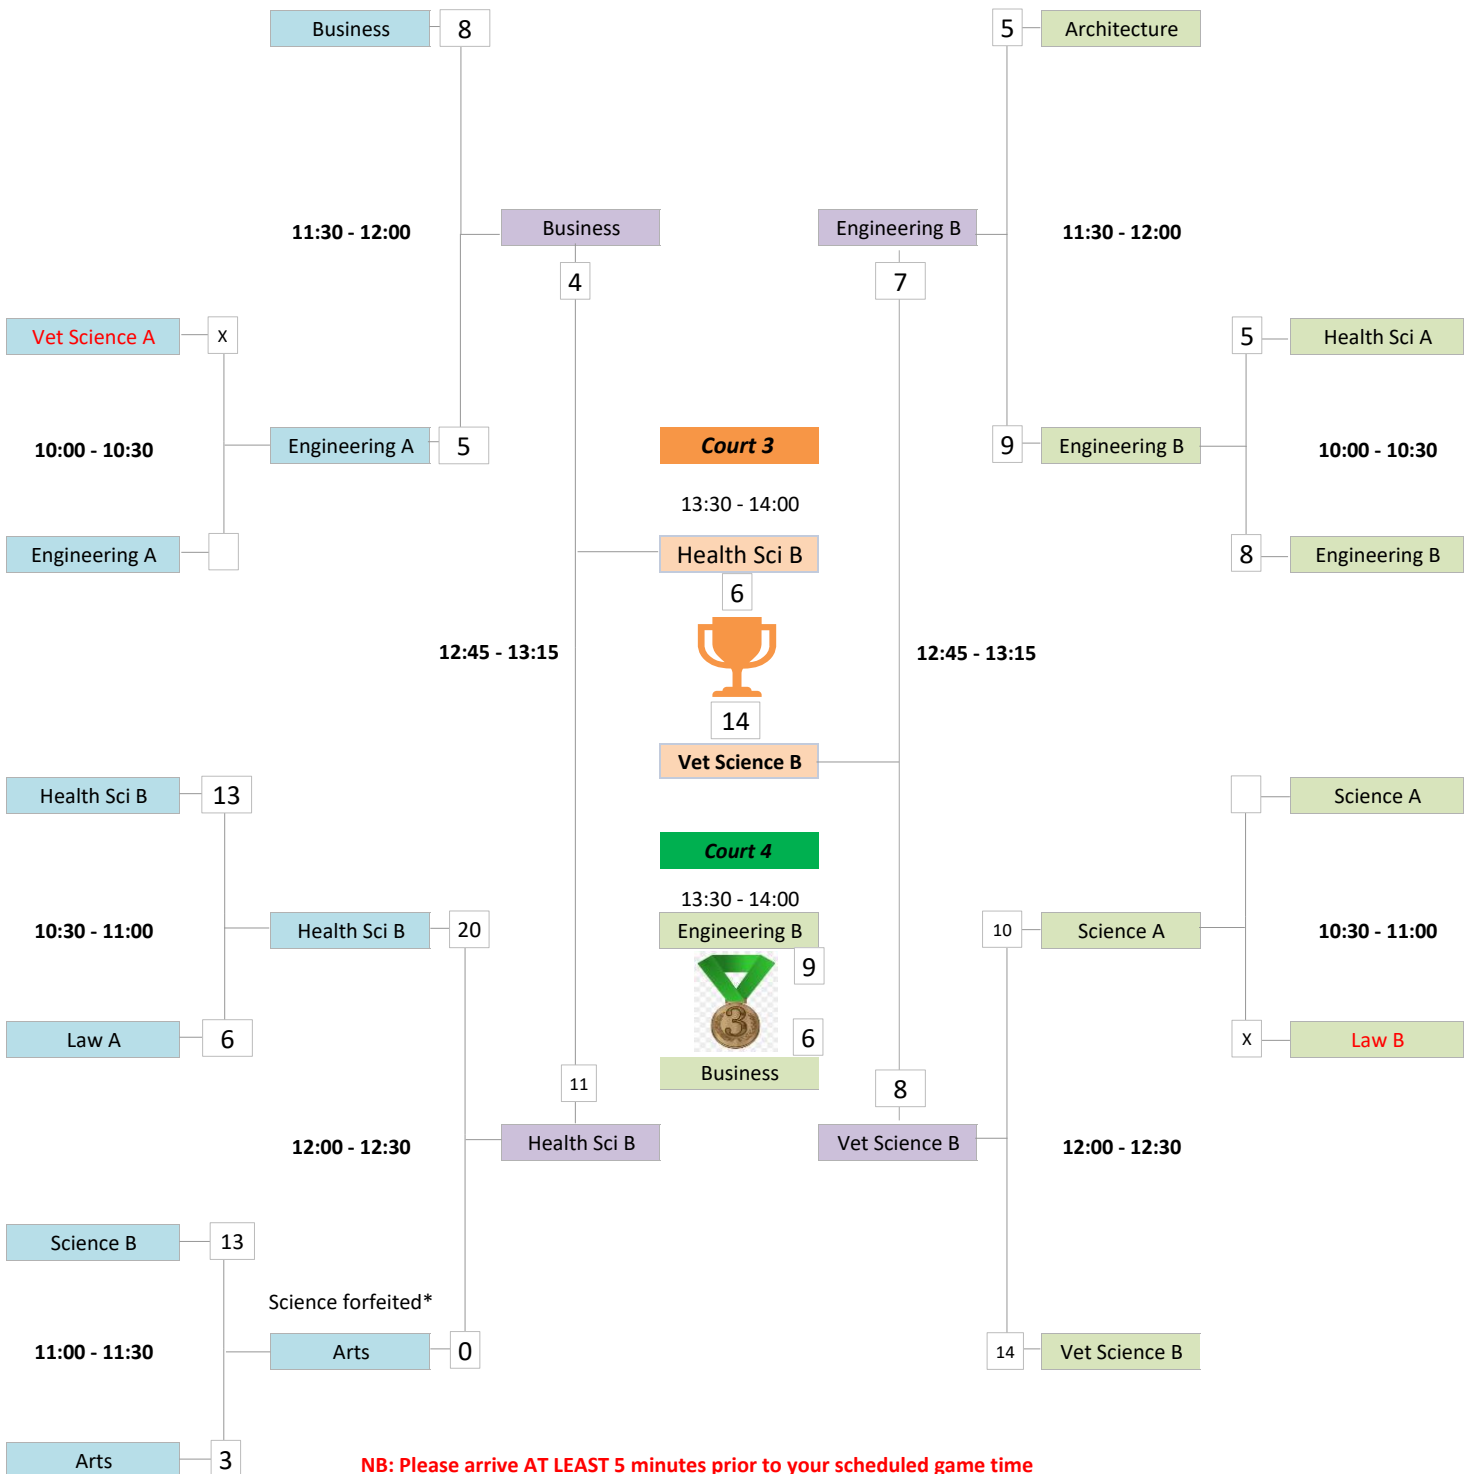 Business 8 5 Architecture
11:30 - 12:00 Business Engineering B 11:30 - 12:00
4 7
Vet Science A X 5 Health Sci A
10:00 - 10:30 Engineering A 5 Court 3 9 Engineering B 10:00 - 10:30
13:30 - 14:00
Engineering A Health Sci B 8 Engineering B
6
12:45 - 13:15 12:45 - 13:15
14
Vet Science B
Health Sci B 13 Science A
Court 4
13:30 - 14:00
10:30 - 11:00 Health Sci B 20 Engineering B 10 Science A 10:30 - 11:00
9
3
Law A 6 6 X Law B
Business
11 8
12:00 - 12:30 Health Sci B Vet Science B 12:00 - 12:30
Science B 13
Science forfeited*
11:00 - 11:30 Arts 0 14 Vet Science B
Arts 3
NB: Please arrive AT LEAST 5 minutes prior to your scheduled game time